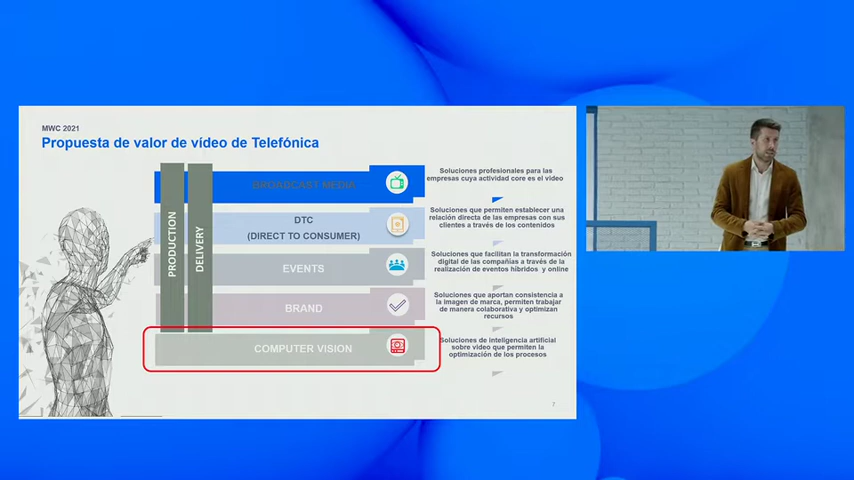 MWC 2021
Propuesta de valor de vídeo de Telefónica
PRODUCTION
DELIVERY
BROADCAST MEDIA
Soluciones profesionales para las
empresas cuya actividad core es el video
DTC
(DIRECT TO CONSUMER)
Soluciones que permiten establecer una
relación directa de las empresas con sus
clientes a través de los contenidos
EVENTS
Soluciones que facilitan la transformación
digital de las compañías a través de la
realización de eventos híbridos y online
BRAND
Soluciones que aportan consistencia a
la imagen de marca, permiten trabajar
de manera colaborativa y optimizan
recursos
COMPUTER VISION
Soluciones de inteligencia artificial
sobre video que permiten la
optimización de los procesos
7